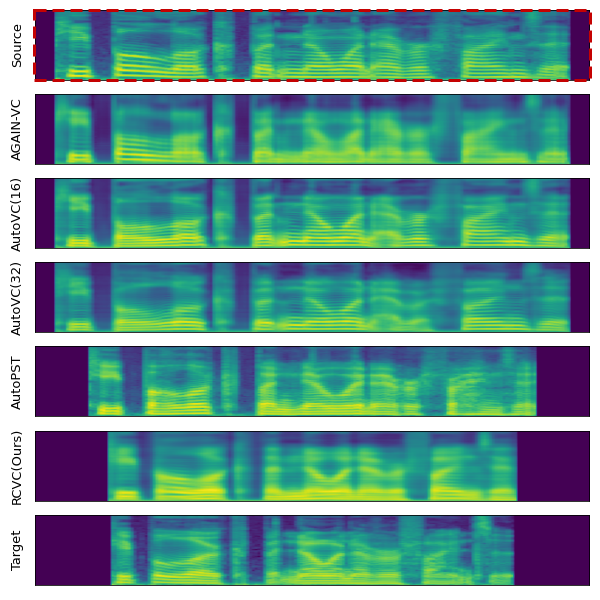 Source
AGAIN-VC
AutoVC(16)
AutoVC(32)
AutoPST
RCVC(Ours)
Target